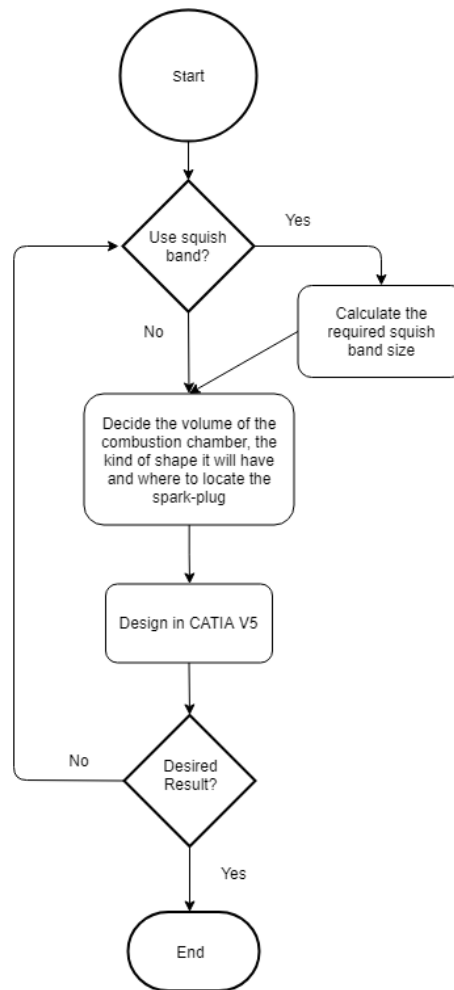 Start
Use squish
band?
Yes
Calculate the
required squish
band size
No
Decide the volume of the
combustion chamber, the
kind of shape it will have
and where to locate the
spark-plug
Design in CATIA V5
No
Desired
Result?
Yes
End